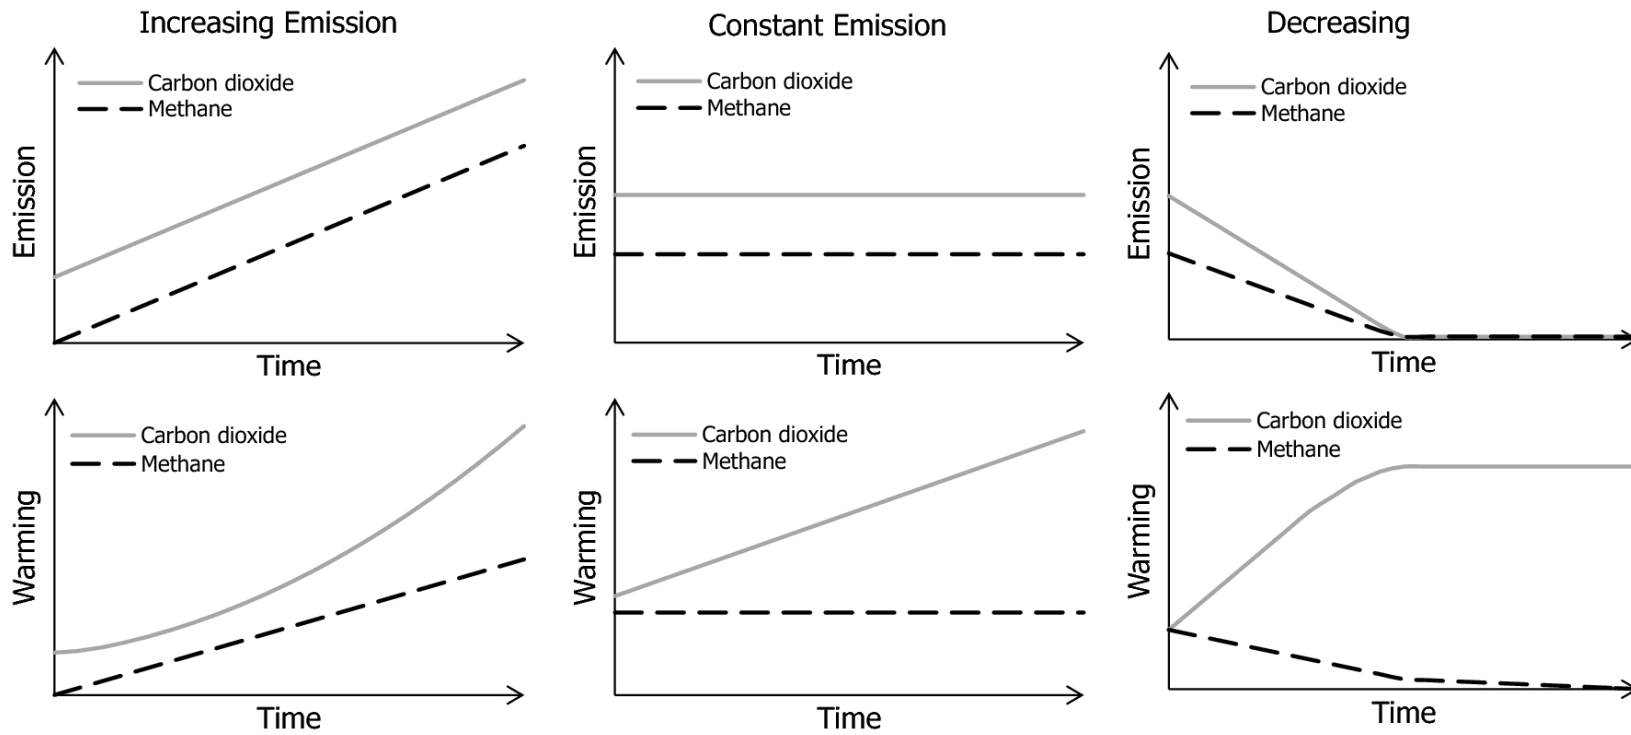 Increasing Emission
Carbon dioxide
Methane
Emission
Time
Constant Emission
Carbon dioxide
Methane
Emission
Time
Decreasing
Carbon dioxide
Methane
Emission
Time
Carbon dioxide
Methane
Warming
Time
Carbon dioxide
Methane
Warming
Time
Carbon dioxide
Methane
Warming
Time